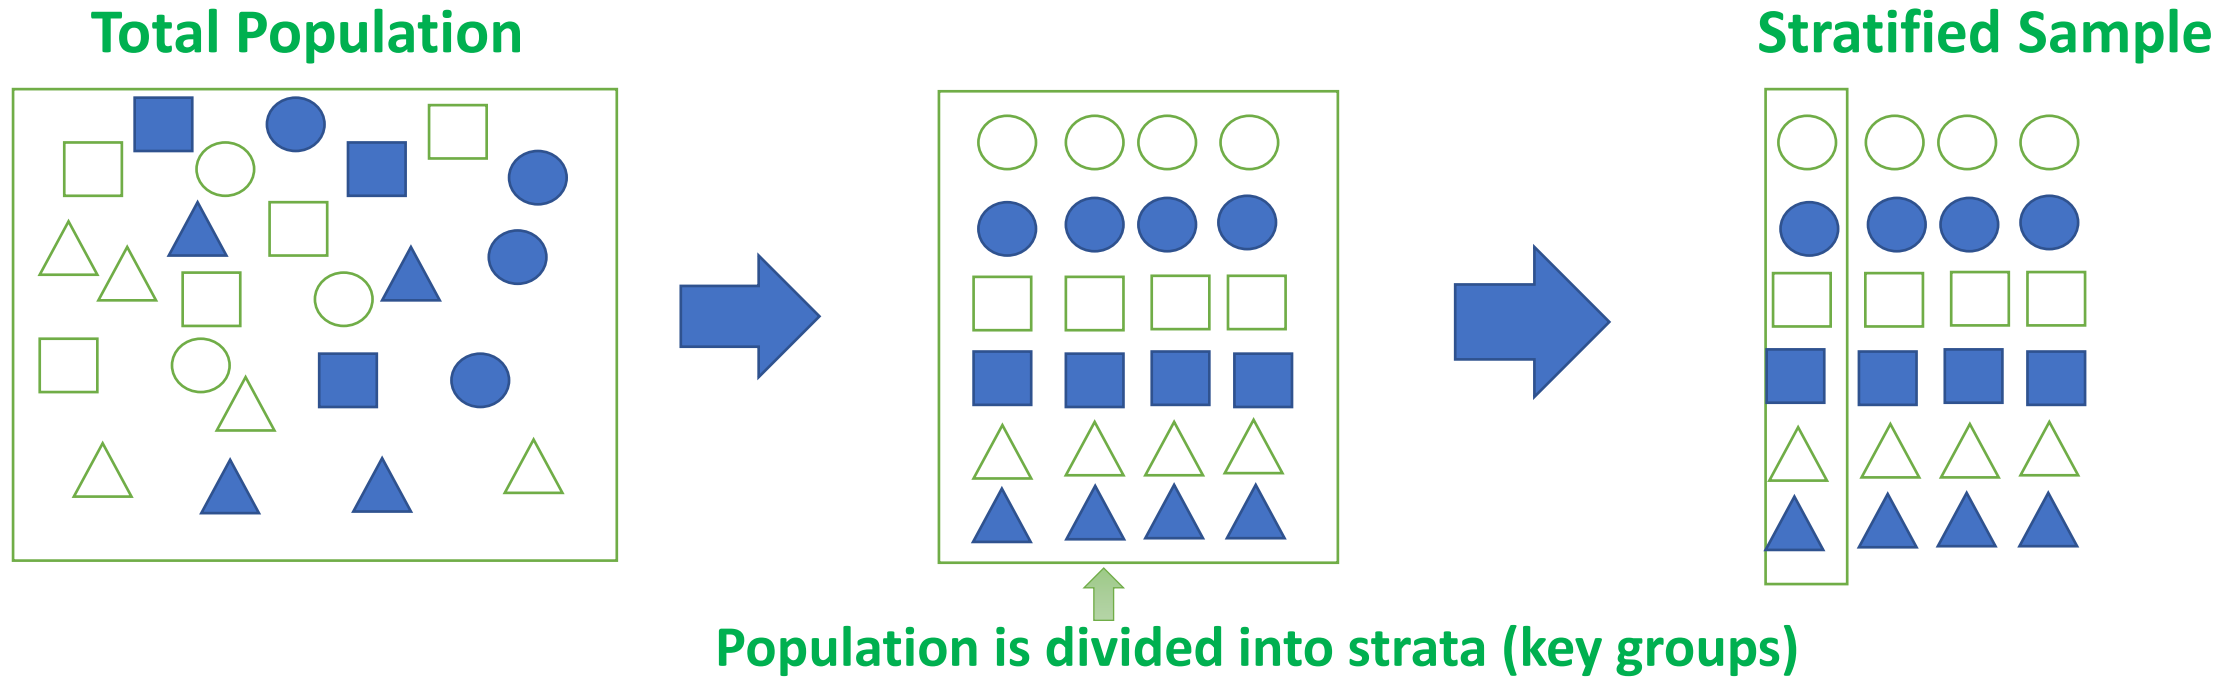 Total Population
Stratified Sample
Population is divided into strata (key groups)